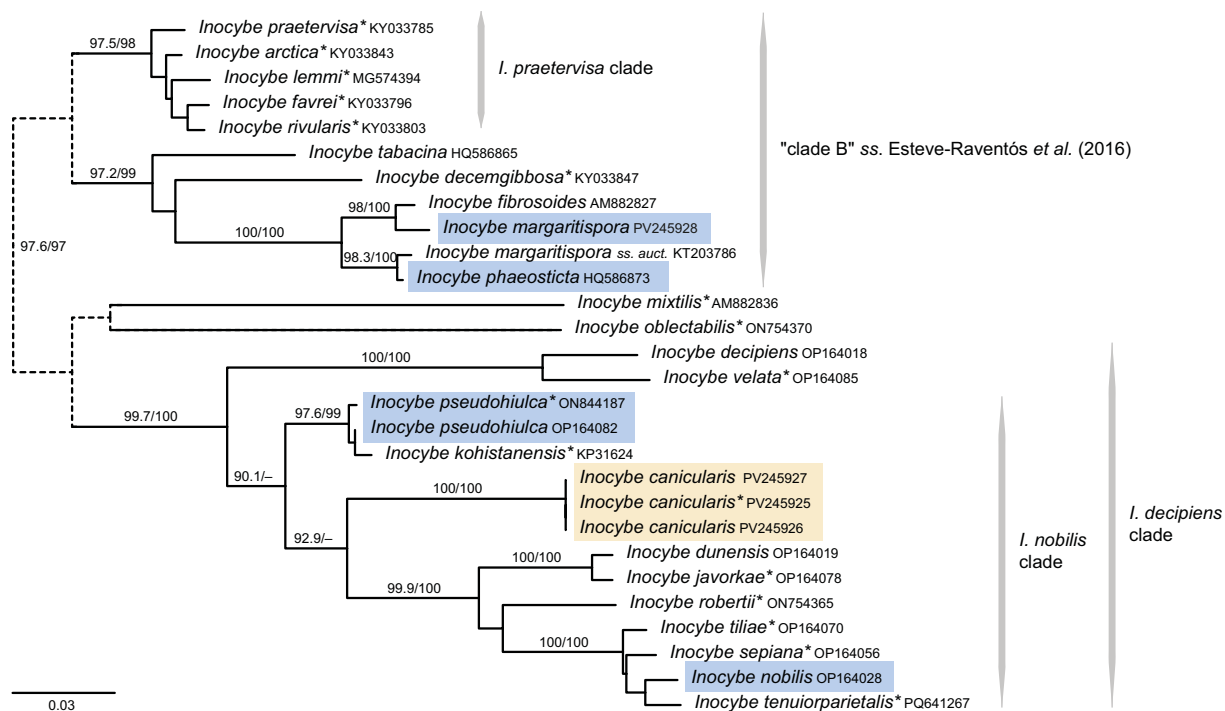 Inocybe praetervisa* KY033785
97.5/98
Inocybe arctica* KY033843
Inocybe lemmi* MG574394
I. praetervisa clade
Inocybe favrei* KY033796
Inocybe rivularis* KY033803
"clade B" ss. Esteve-Raventós et al. (2016)
Inocybe tabacina HQ586865
97.2/99
Inocybe decemgibbosa* KY033847
98/100
Inocybe fibrosoides AM882827
Inocybe margaritispora PV245928
100/100
97.6/97
98.3/100
Inocybe margaritispora ss. auct. KT203786
Inocybe phaeosticta HQ586873
Inocybe mixtilis* AM882836
Inocybe oblectabilis* ON754370
100/100
Inocybe decipiens OP164018
Inocybe velata* OP164085
99.7/100
97.6/99
Inocybe pseudohiulca* ON844187
Inocybe pseudohiulca OP164082
Inocybe kohistanensis* KP31624
90.1/–
100/100
Inocybe canicularis PV245927
Inocybe canicularis* PV245925
Inocybe canicularis PV245926
I. nobilis
clade
I. decipiens
clade
92.9/–
100/100
Inocybe dunensis OP164019
Inocybe javorkae* OP164078
99.9/100
Inocybe robertii* ON754365
100/100
Inocybe tiliae* OP164070
Inocybe sepiana* OP164056
Inocybe nobilis OP164028
Inocybe tenuiorparietalis* PQ641267
0.03